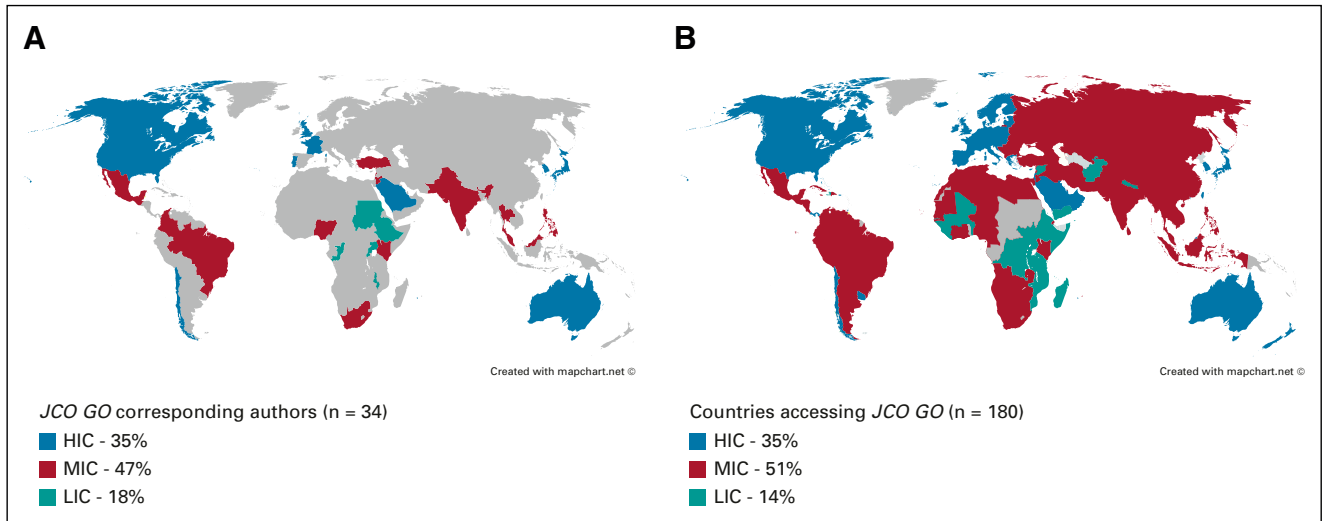 A
B
Created with mapchart.net ©
Created with mapchart.net ©
JCO GO corresponding authors (n = 34)
HIC - 35%
MIC - 47%
LIC - 18%
Countries accessing JCO GO (n = 180)
HIC - 35%
MIC - 51%
LIC - 14%